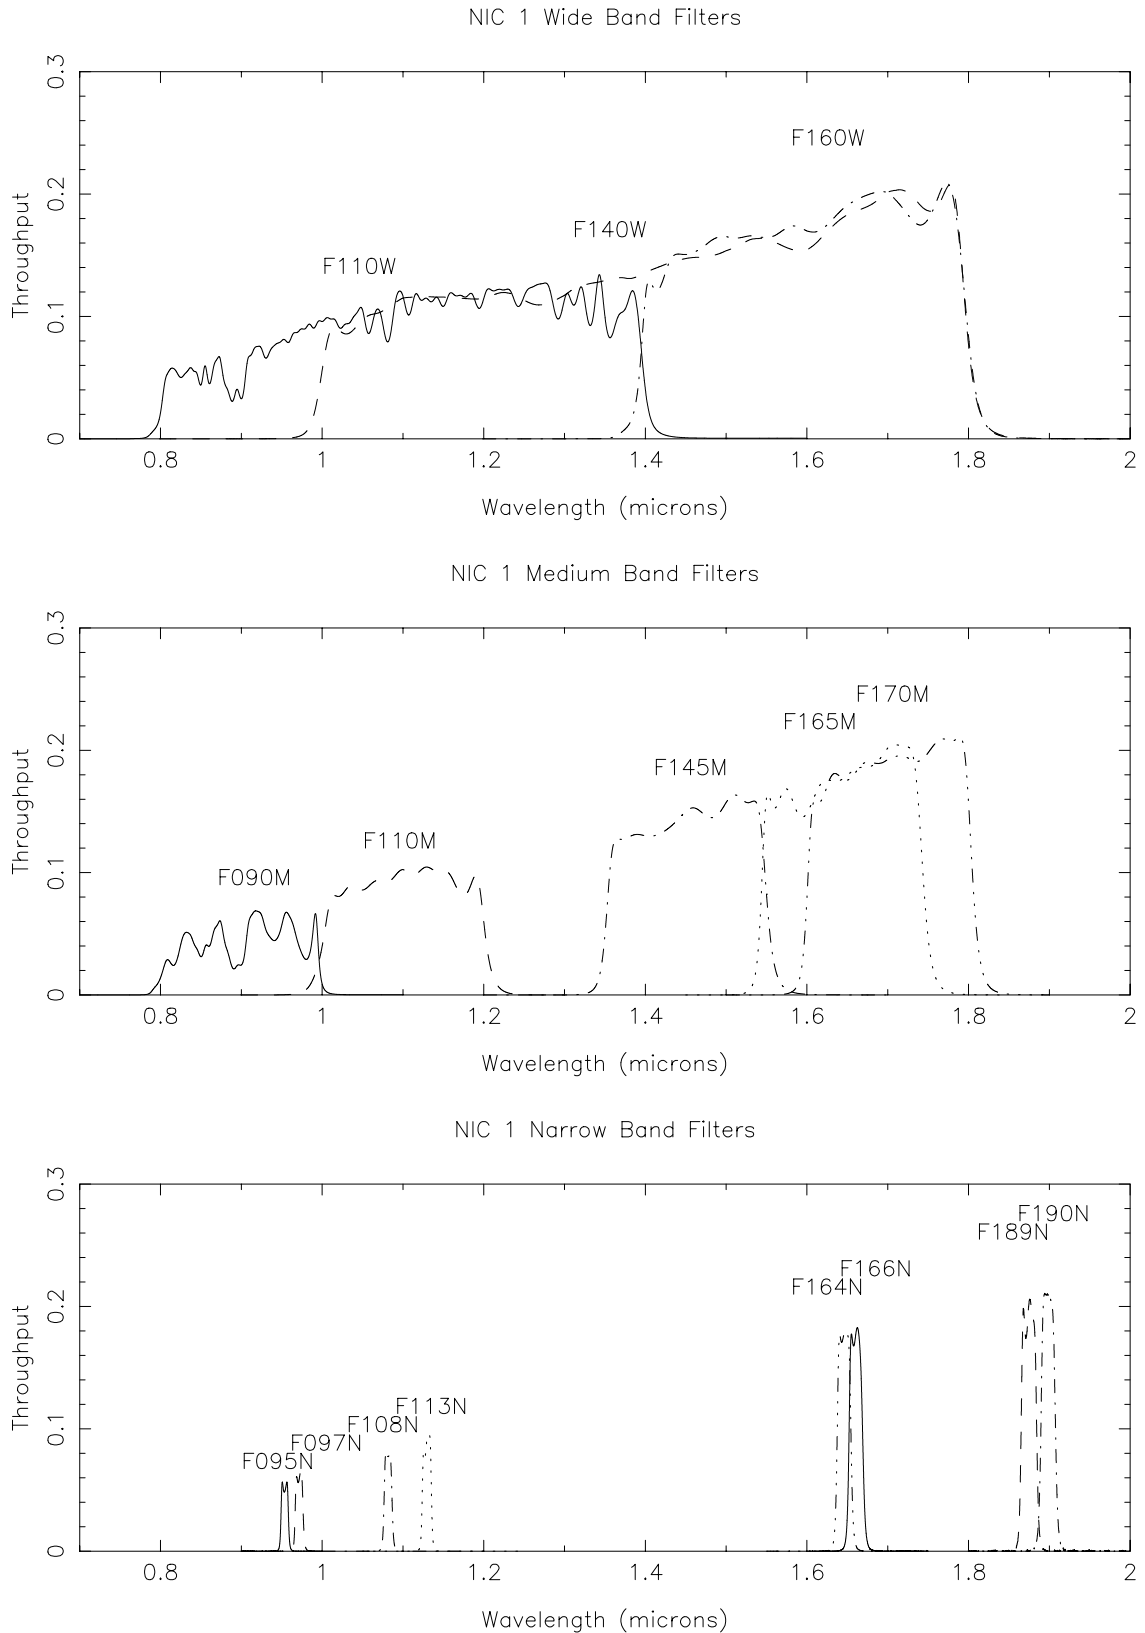 NIC 1 Wide Band Filters
0.3
F160W
0.2
F140W
F110W
Throughput
0.1
0
0.8 1 1.2 1.4 1.6 1.8 2
Wavelength (microns)
NIC 1 Medium Band Filters
0.3
F170M
F165M
0.2
F145M
Throughput
F110M
0.1
F090M
0
0.8 1 1.2 1.4 1.6 1.8 2
Wavelength (microns)
NIC 1 Narrow Band Filters
0.3
F190N
F189N
F166N
F164N
0.2
Throughput
F113N
F108N
0.1
F097N
F095N
0
0.8 1 1.2 1.4 1.6 1.8 2
Wavelength (microns)